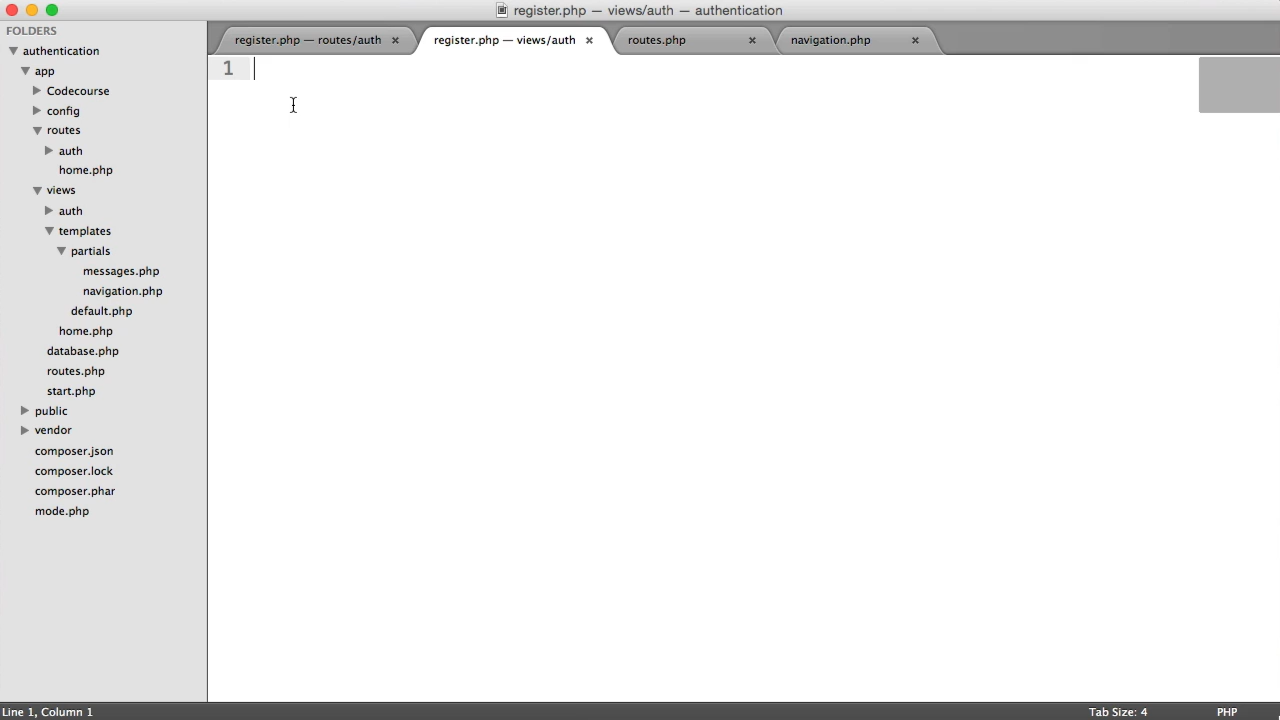 register.php — views/auth — authentication
FOLDERS
authentication
app
Codecourse
config
routes
auth
home.php
views
auth
templates
partials
messages.php
navigation.php
default.php
home.php
database.php
routes.php
start.php
public
vendor
composer.json
composer.lock
composer.phar
mode.php
register.php — routes/auth
register.php — views/auth
routes.php
navigation.php
1
Line 1, Column 1
Tab Size: 4
PHP